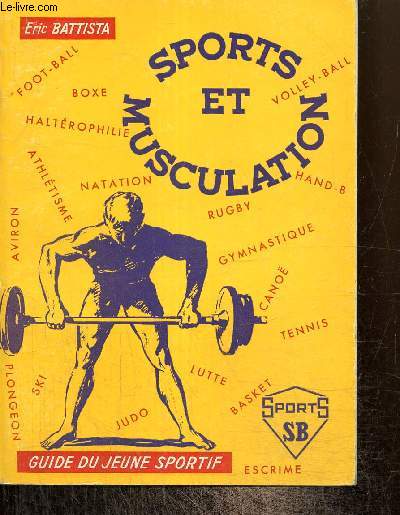 Le-livre.com
Eric BATTISTA
SPORTS
ET
MUSCULATION
FOOT-BALL
BOXE
VOLLEY-BALL
HALTÉROPHILIE
ATHLÉTISME
NATATION
HAND-B
RUGBY
AVIRON
GYMNASTIQUE
CANOË
TENNIS
PLONGEON
SKI
LUTTE
BASKET
JUDO
SPORTS
SB
GUIDE DU JEUNE SPORTIF
ESCRIME